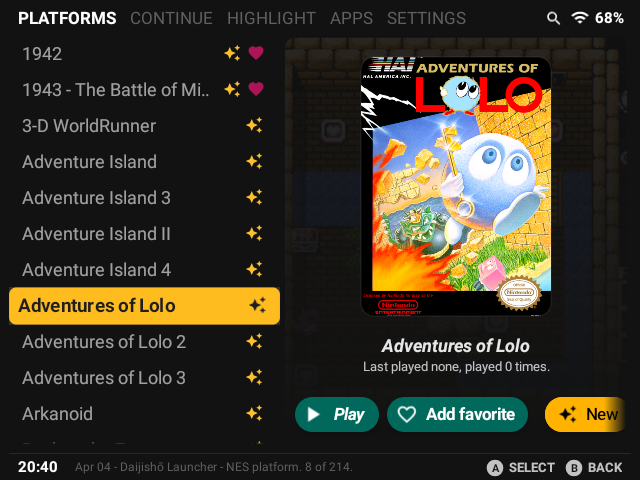 PLATFORMS CONTINUE HIGHLIGHT APPS SETTINGS 68%
1942
1943 - The Battle of Mi..
3-D WorldRunner
Adventure Island
Adventure Island 3
Adventure Island II
Adventure Island 4
Adventures of Lolo
Adventures of Lolo 2
Adventures of Lolo 3
Arkanoid
HAL
HAL AMERICA INC.
ADVENTURES OF
LOLO
Nintendo
Nintendo
Adventures of Lolo
Last played none, played 0 times.
Play Add favorite New
20:40 Apr 04 - Daijishō Launcher - NES platform. 8 of 214. A SELECT B BACK